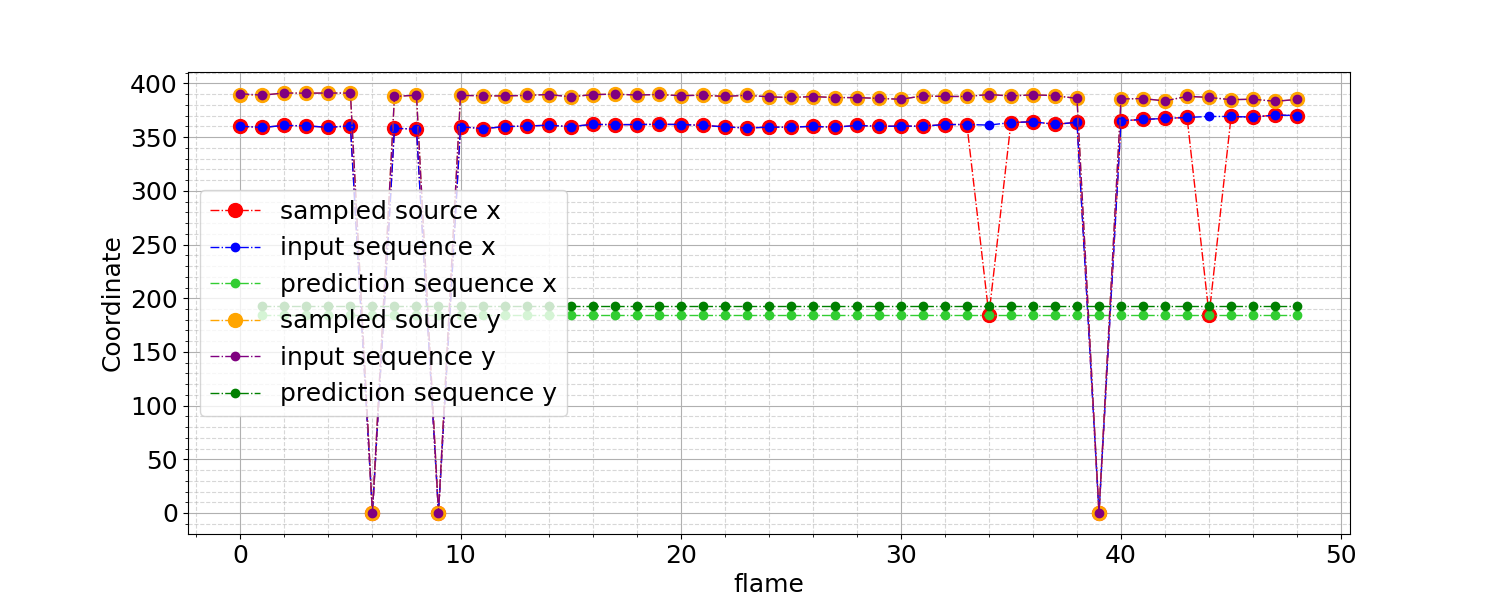 400
350
300
250
200
150
100
50
0
Coordinate
sampled source x
input sequence x
prediction sequence x
sampled source y
input sequence y
prediction sequence y
0 10 20 30 40 50
flame